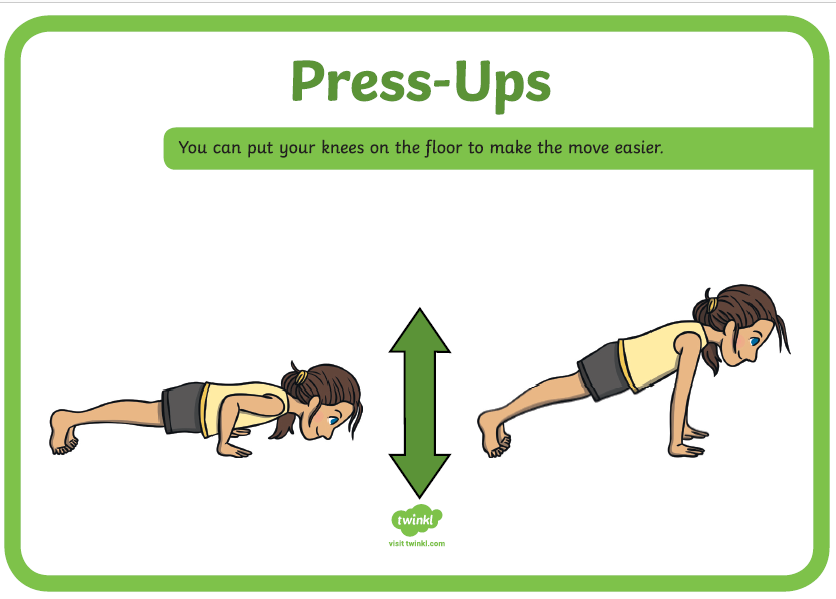 Press-Ups
You can put your knees on the floor to make the move easier.
twinkl
visit twinkl.com